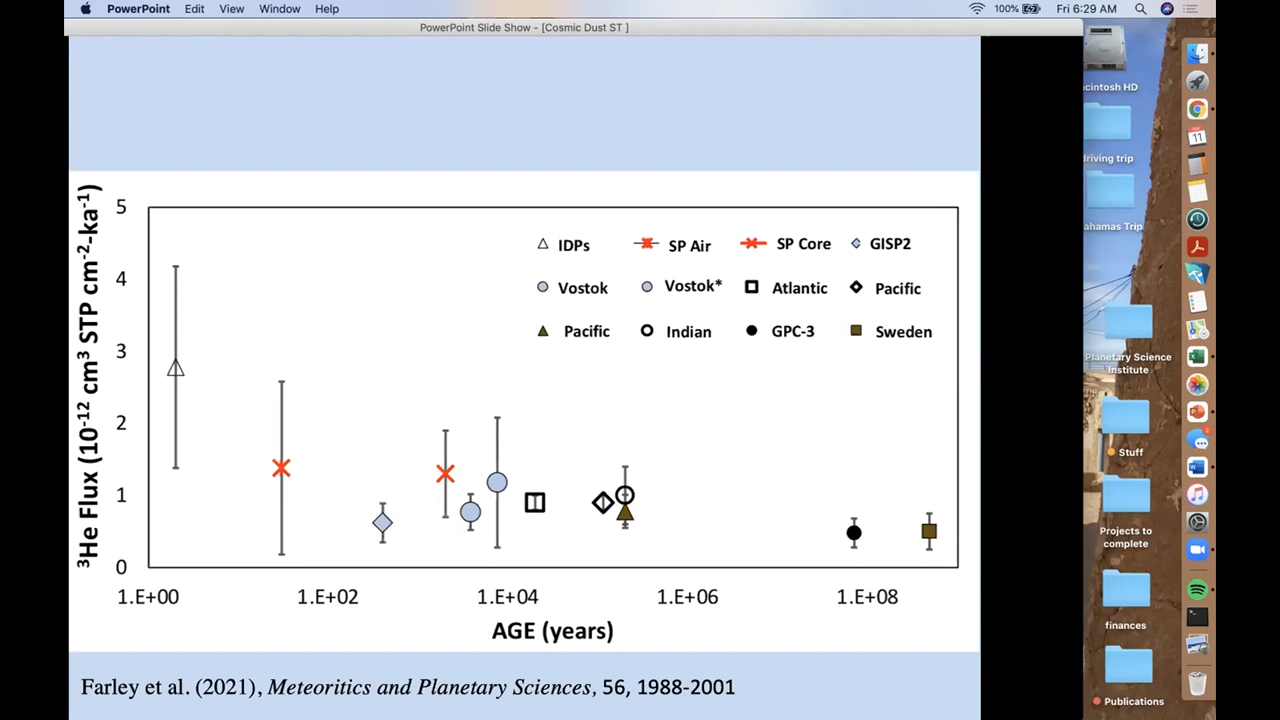 PowerPoint Edit View Window Help 100% Fri 6:29 AM
PowerPoint Slide Show - [Cosmic Dust ST ]
³He Flux (10⁻¹² cm³ STP cm⁻²-ka⁻¹)
5
4
3
2
1
0
IDPs SP Air SP Core GISP2
Vostok Vostok* Atlantic Pacific
Pacific Indian GPC-3 Sweden
1.E+00 1.E+02 1.E+04 1.E+06 1.E+08
AGE (years)
Farley et al. (2021), Meteoritics and Planetary Sciences, 56, 1988-2001
cintosh HD
driving trip
ahamas Trip
Planetary Science
Institute
Stuff
Projects to
complete
finances
Publications
11